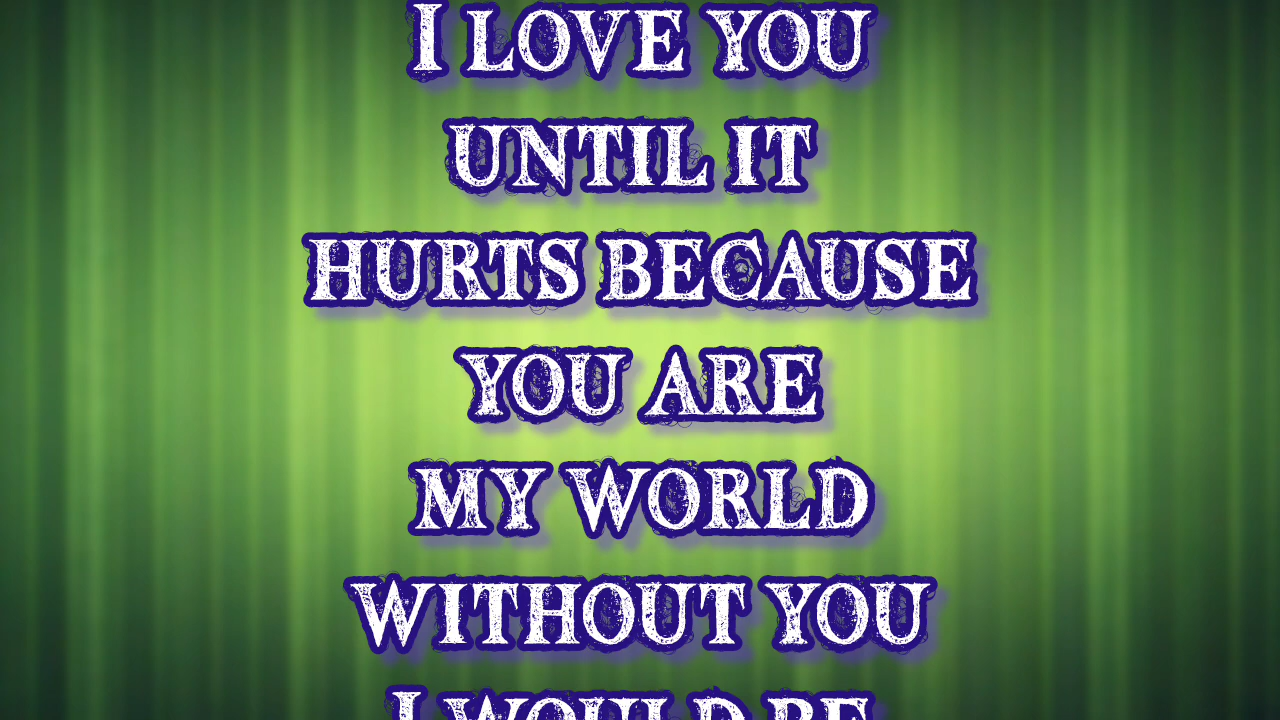 I LOVE YOU
UNTIL IT
HURTS BECAUSE
YOU ARE
MY WORLD
WITHOUT YOU
I WOULD BE